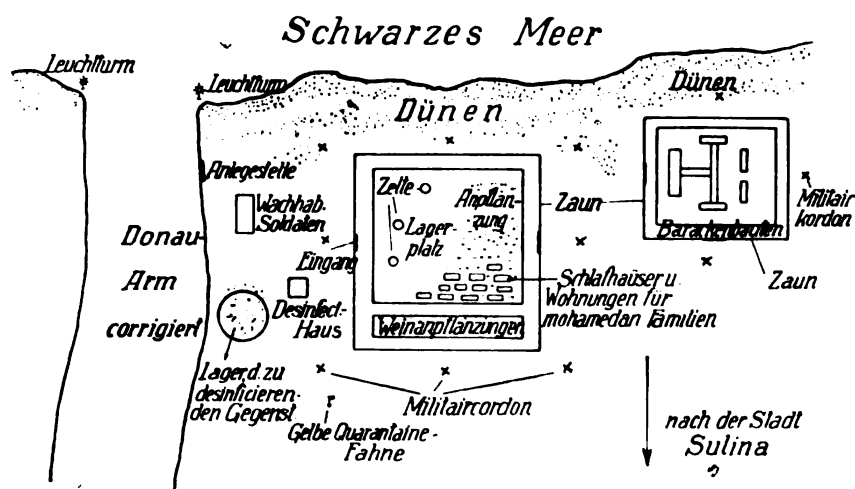 Schwarzes Meer
Leuchtturm
Leuchtturm
Dünen
Dünen
Anlegestelle
Wachhab.
Soldaten
Zelte
Anpflan-
zung
Zaun
Militair
kordon
Lager-
platz
Barackenbauten
Donau-
Arm
corrigiert
Eingang
Zaun
Schlafhäuser u.
Wohnungen für
mohamedan Familien
Desinfect-
Haus
Weinanpflanzungen
Lager, d. zu
desinficieren-
den Gegenst.
Militaircordon
Gelbe Quarantaine-
Fahne
nach der Stadt
Sulina